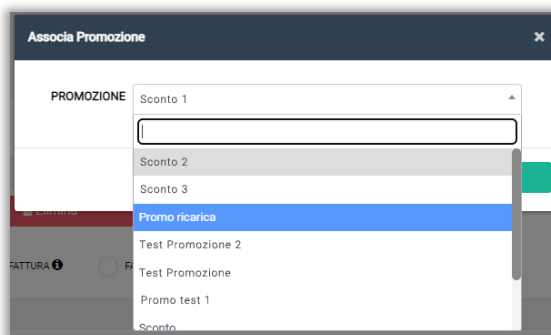 Associa Promozione ×
PROMOZIONE Sconto 1
Sconto 2
Sconto 3
Promo ricarica
Elimina
Test Promozione 2
FATTURA
Test Promozione
Promo test 1
Sconto